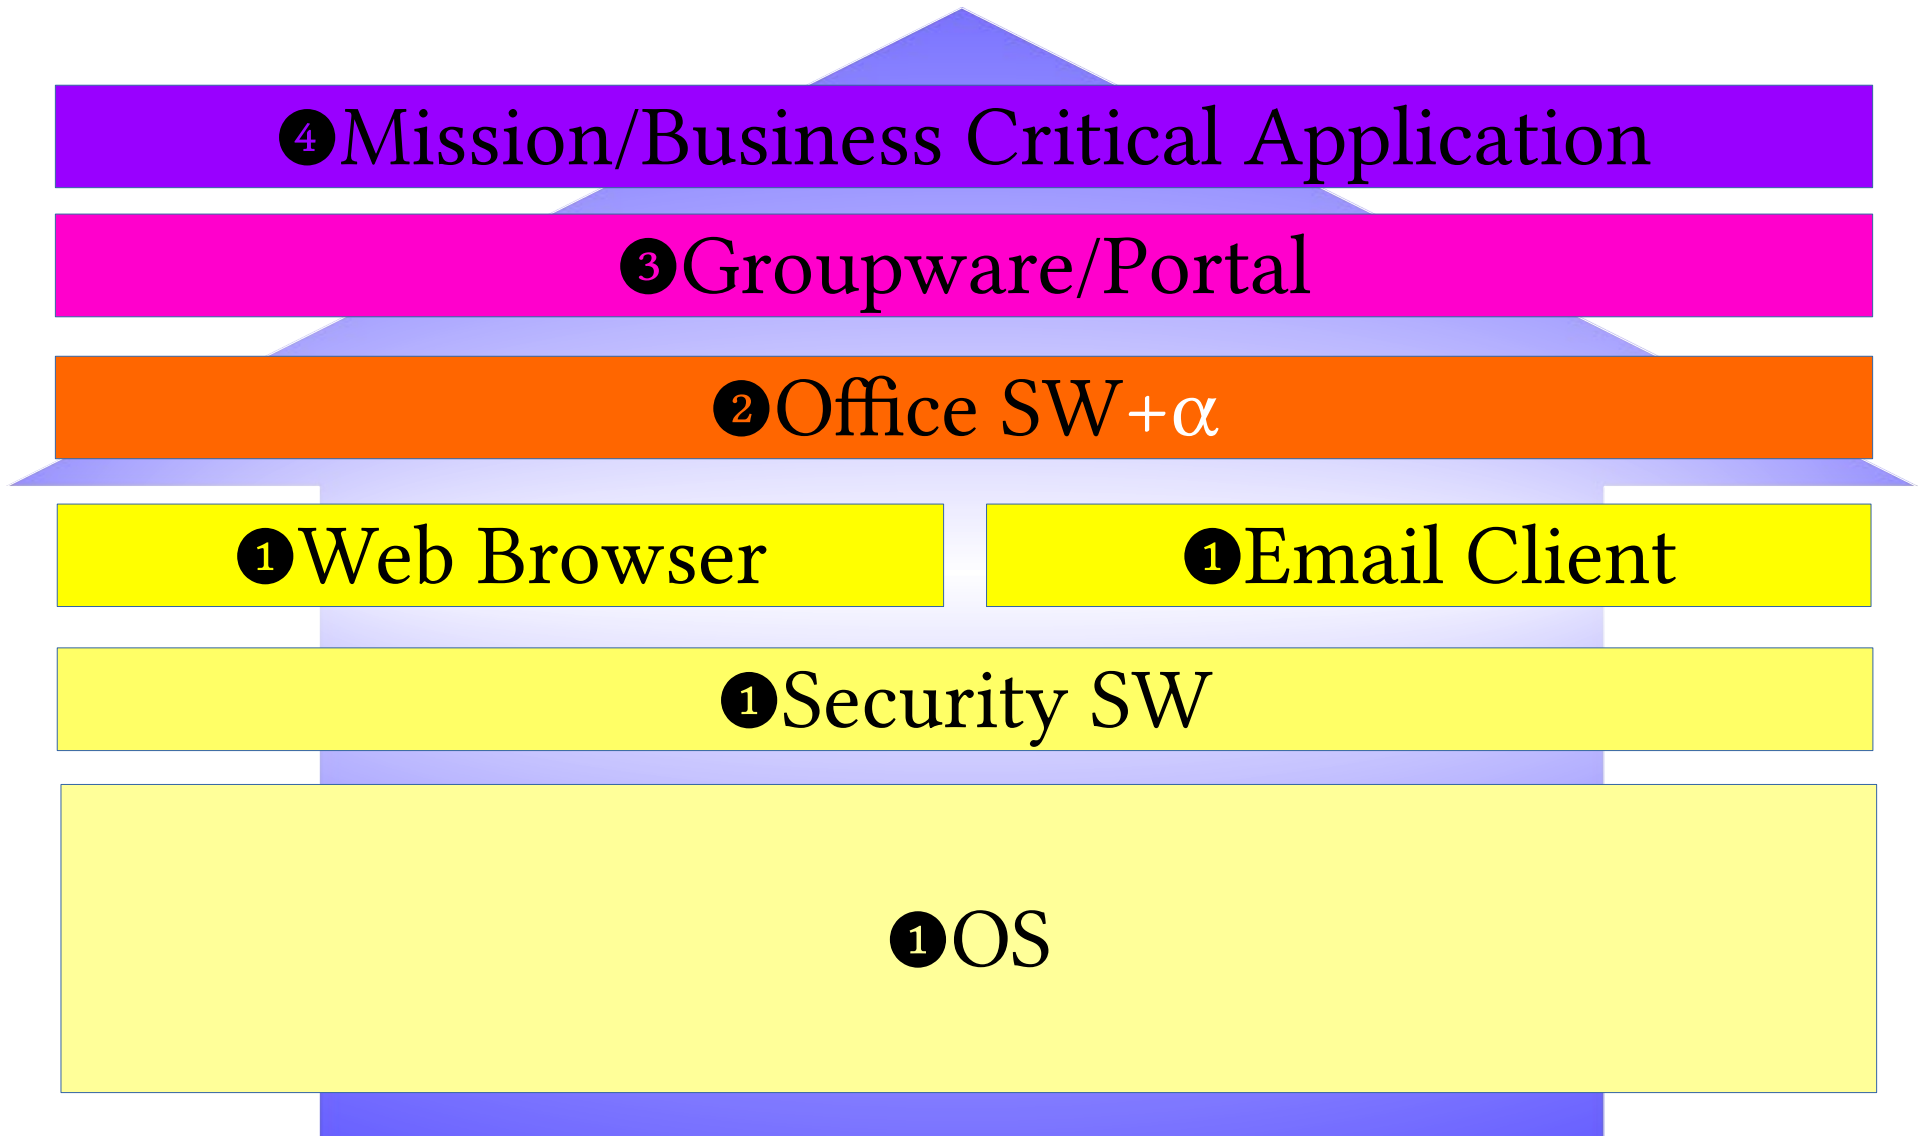 ❹Mission/Business Critical Application
❸Groupware/Portal
❷Office SW+α
❶Web Browser
❶Email Client
❶Security SW
❶OS